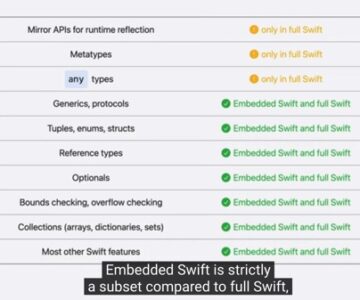 Mirror APIs for runtime reflection ! only in full Swift
Metatypes ! only in full Swift
any types ! only in full Swift
Generics, protocols ✓ Embedded Swift and full Swift
Tuples, enums, structs ✓ Embedded Swift and full Swift
Reference types ✓ Embedded Swift and full Swift
Optionals ✓ Embedded Swift and full Swift
Bounds checking, overflow checking ✓ Embedded Swift and full Swift
Collections (arrays, dictionaries, sets) ✓ Embedded Swift and full Swift
Most other Swift features ✓ Embedded Swift and full Swift
Embedded Swift is strictly
a subset compared to full Swift,